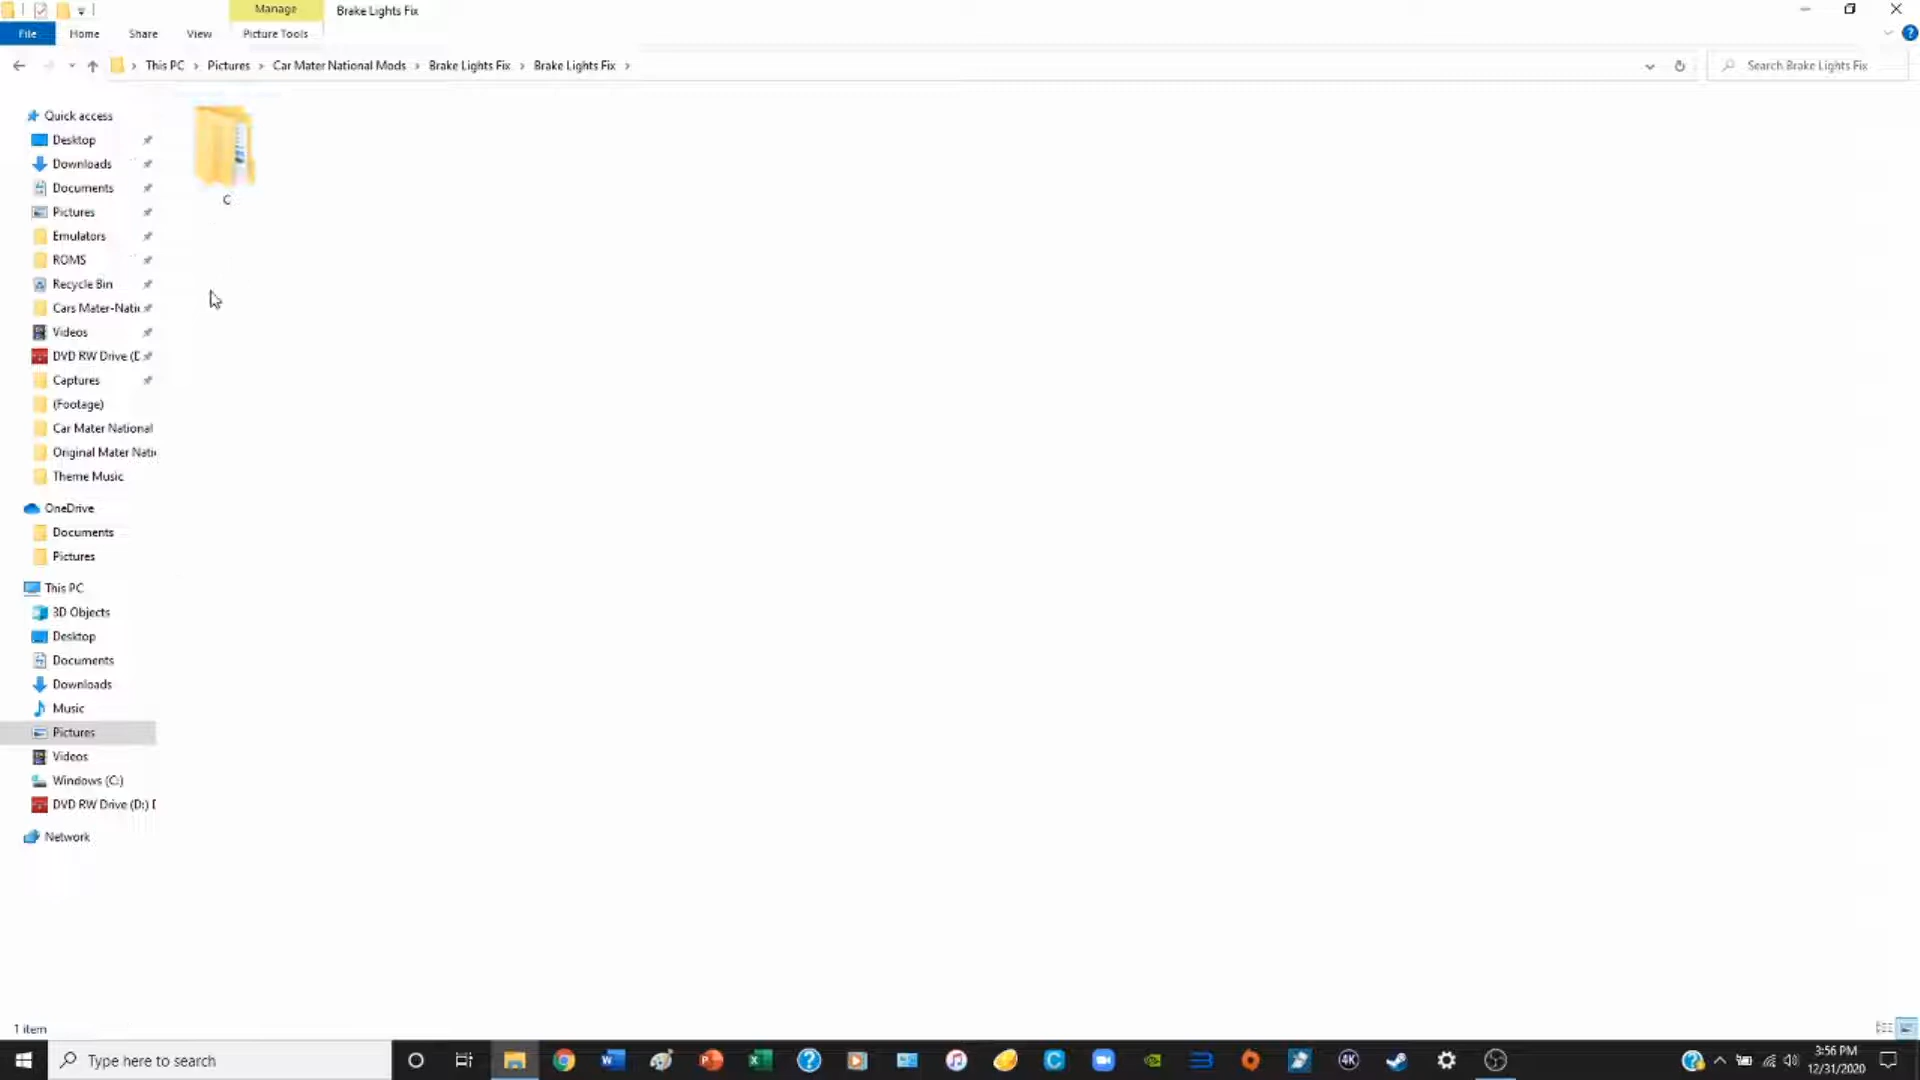 Manage
Brake Lights Fix
File
Home
Share
View
Picture Tools
This PC
Pictures
Car Mater National Mods
Brake Lights Fix
Brake Lights Fix
Search Brake Lights Fix
Quick access
Desktop
Downloads
Documents
Pictures
Emulators
ROMS
Recycle Bin
Cars Mater-Natic
Videos
DVD RW Drive (D
Captures
(Footage)
Car Mater National
Original Mater Natio
Theme Music
OneDrive
Documents
Pictures
This PC
3D Objects
Desktop
Documents
Downloads
Music
Pictures
Videos
Windows (C:)
DVD RW Drive (D:) D
Network
C
1 item
Type here to search
4K
3:56 PM
12/31/2020